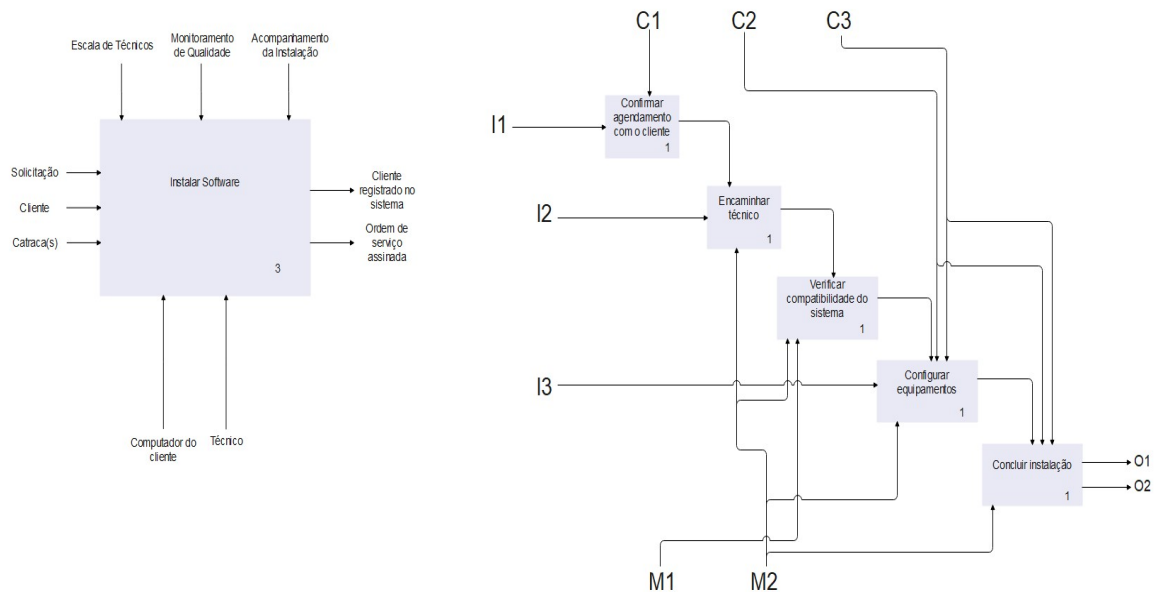 Escala de Técnicos
Monitoramento
de Qualidade
Acompanhamento
da Instalação
Solicitação
Cliente
Catraca(s)
Instalar Software
3
Cliente
registrado no
sistema
Ordem de
serviço
assinada
Computador do
cliente
Técnico
C1
C2
C3
I1
Confirmar
agendamento
com o cliente
1
I2
Encaminhar
técnico
1
Verificar
compatibilidade do
sistema
1
I3
Configurar
equipamentos
1
Concluir instalação
1
O1
O2
M1
M2